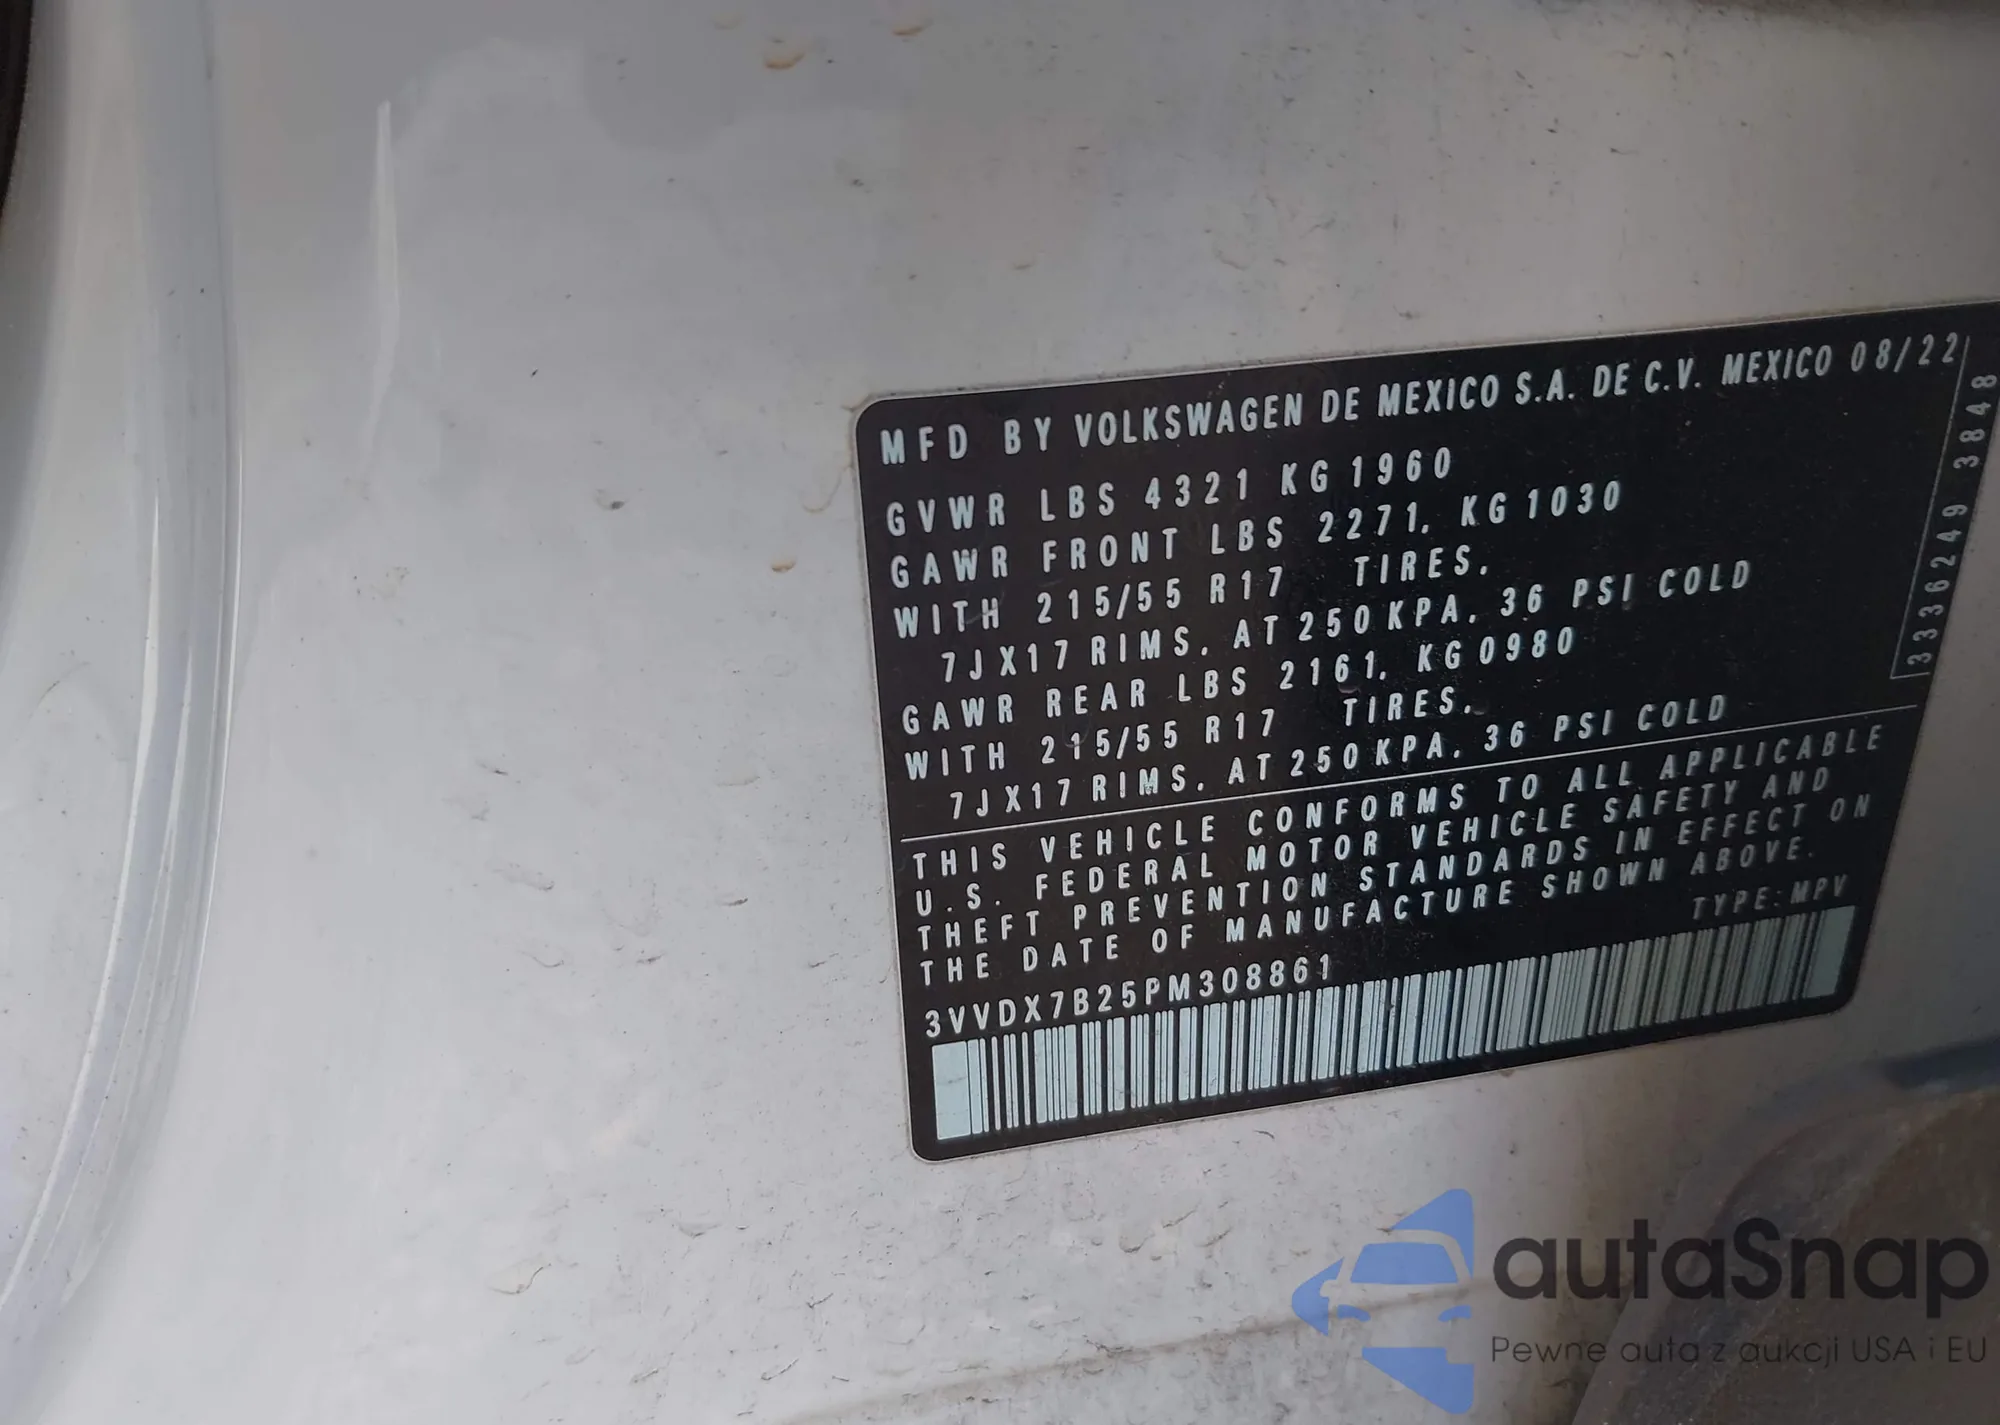 MFD BY VOLKSWAGEN DE MEXICO S.A. DE C.V. MEXICO 08/22
GVWR LBS 4321 KG 1960
GAWR FRONT LBS 2271, KG 1030
WITH 215/55 R17 TIRES,
7JX17 RIMS, AT 250 KPA, 36 PSI COLD
GAWR REAR LBS 2161, KG 0980
WITH 215/55 R17 TIRES,
7JX17 RIMS, AT 250 KPA, 36 PSI COLD
3336249 3848
THIS VEHICLE CONFORMS TO ALL APPLICABLE
U.S. FEDERAL MOTOR VEHICLE SAFETY AND
THEFT PREVENTION STANDARDS IN EFFECT ON
THE DATE OF MANUFACTURE SHOWN ABOVE.
TYPE: MPV
3VVDX7B25PM308861
autaSnap
Pewne auta z aukcji USA i EU